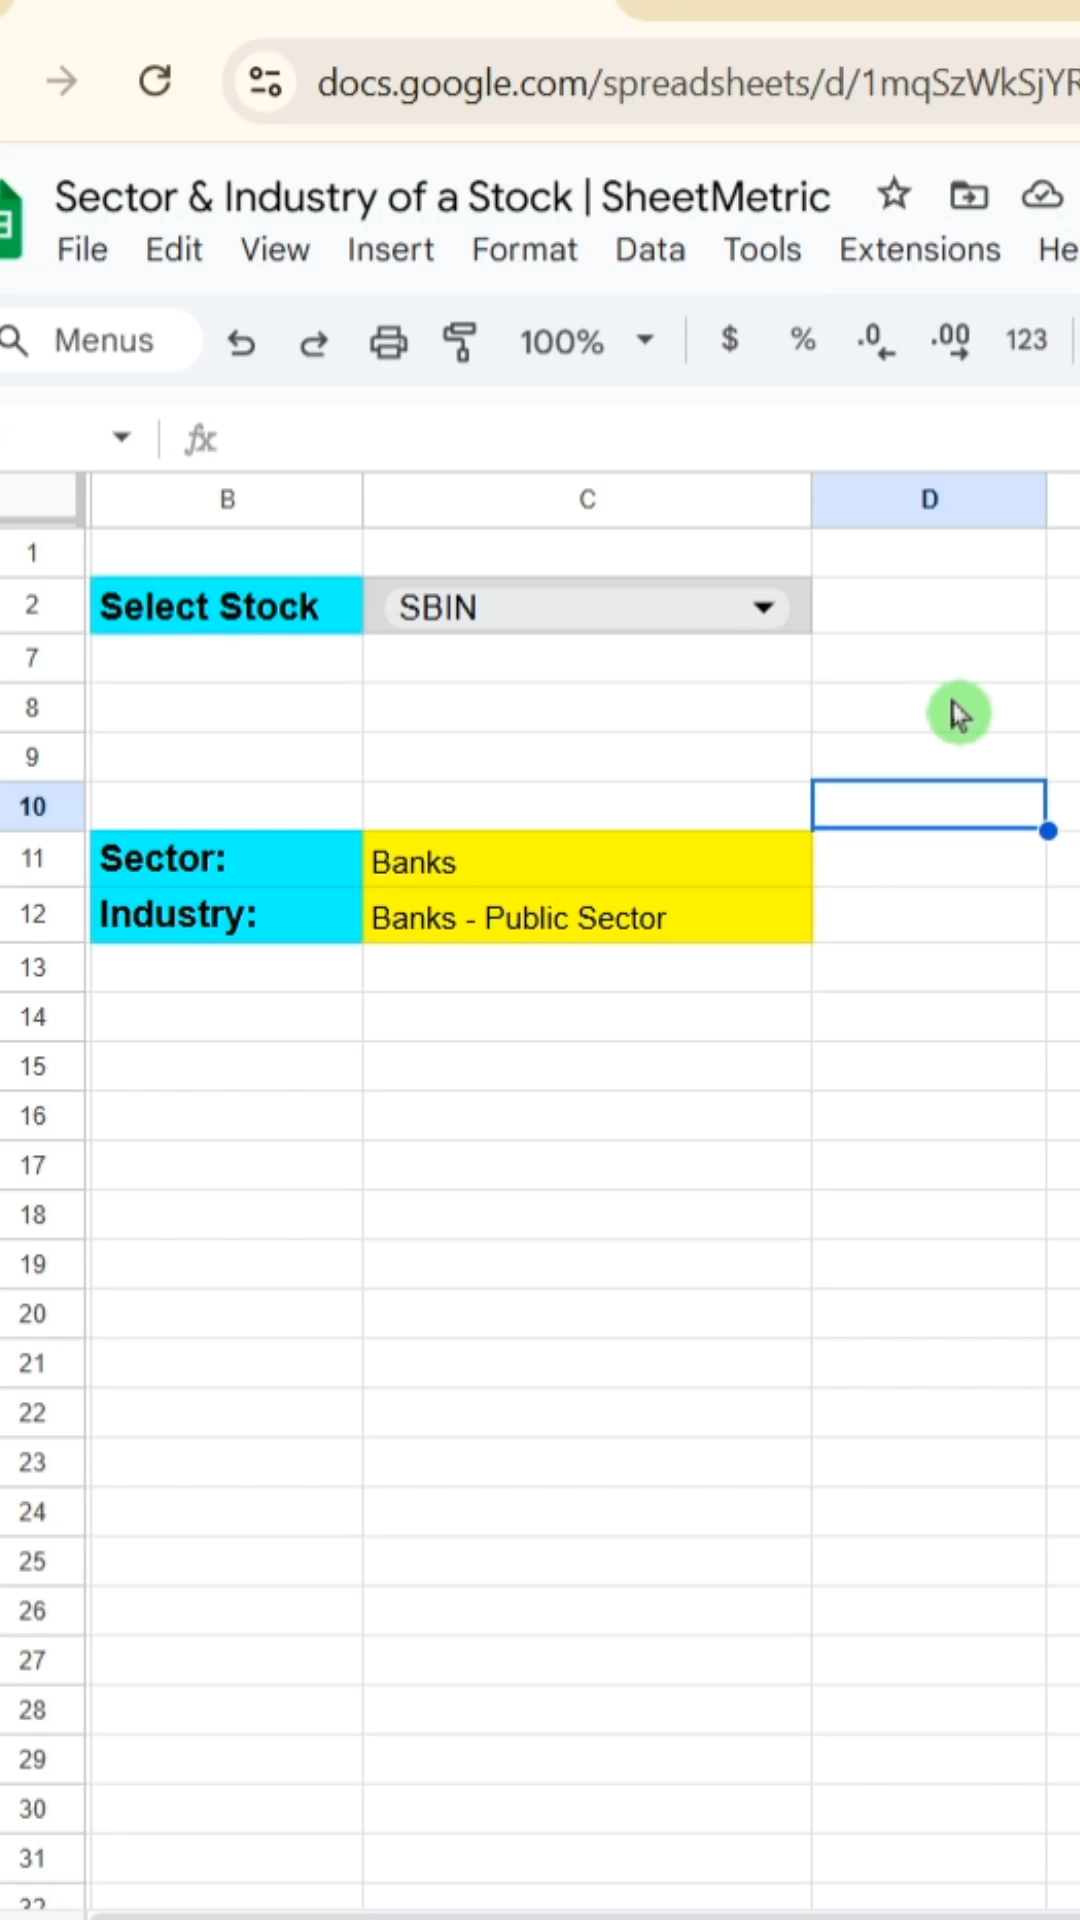 docs.google.com/spreadsheets/d/1mqSzWkSjYR
Sector & Industry of a Stock | SheetMetric
File Edit View Insert Format Data Tools Extensions He
Menus 100% $ % .0 .00 123
fx
B C D
1
2 Select Stock SBIN
7
8
9
10
11 Sector: Banks
12 Industry: Banks - Public Sector
13
14
15
16
17
18
19
20
21
22
23
24
25
26
27
28
29
30
31
32